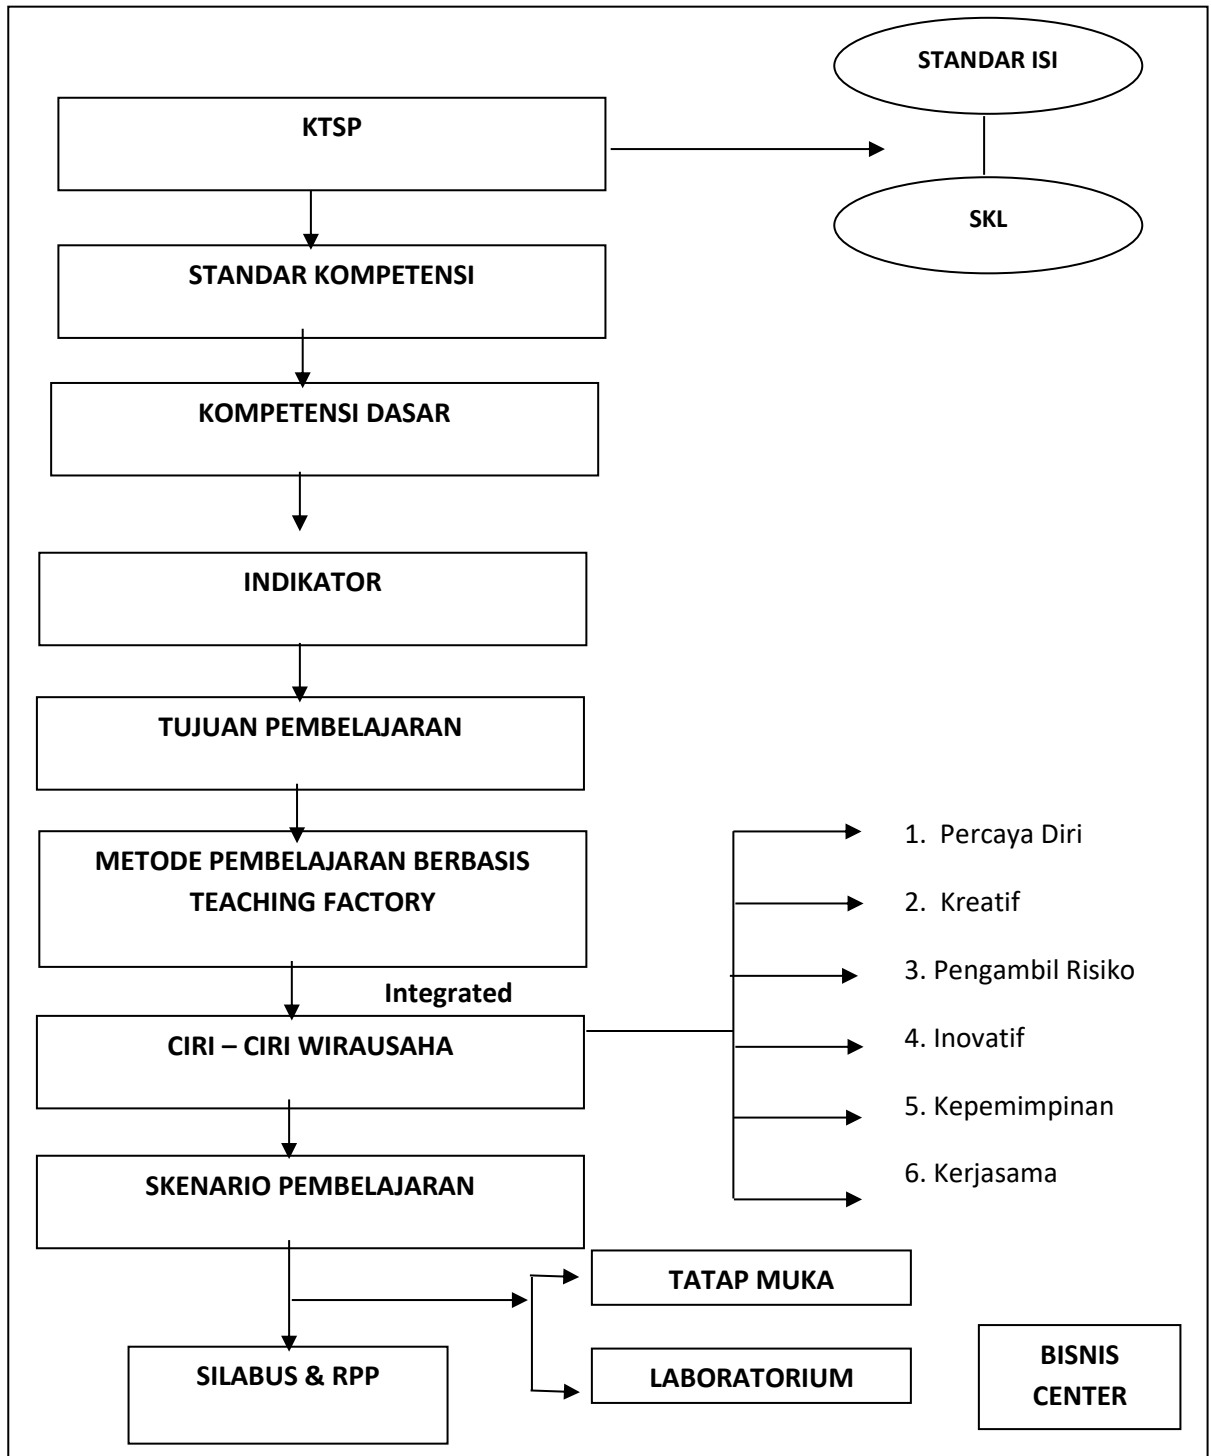 STANDAR ISI
KTSP
SKL
STANDAR KOMPETENSI
KOMPETENSI DASAR
INDIKATOR
TUJUAN PEMBELAJARAN
METODE PEMBELAJARAN BERBASIS
TEACHING FACTORY
1. Percaya Diri
2. Kreatif
3. Pengambil Risiko
4. Inovatif
5. Kepemimpinan
6. Kerjasama
Integrated
CIRI – CIRI WIRAUSAHA
SKENARIO PEMBELAJARAN
TATAP MUKA
SILABUS & RPP
LABORATORIUM
BISNIS
CENTER